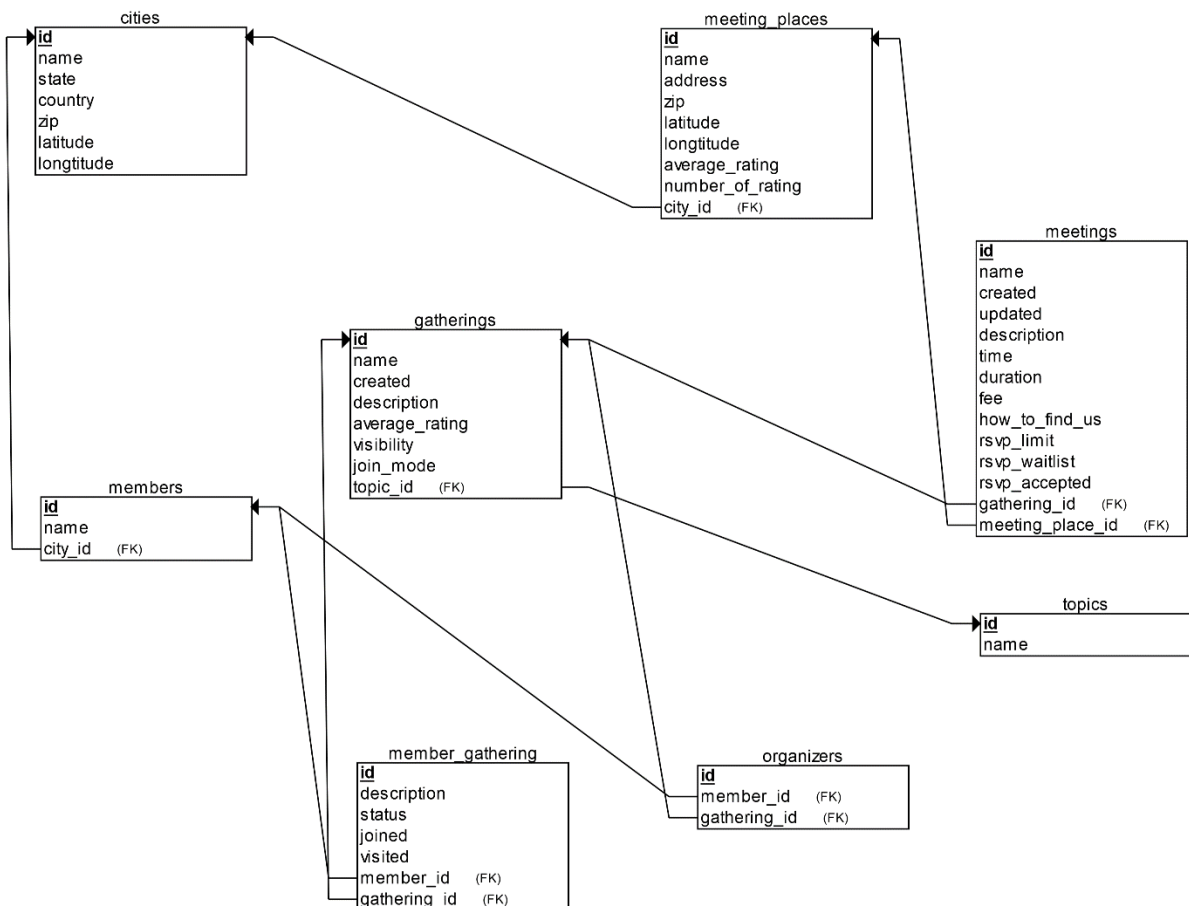 cities
id
name
state
country
zip
latitude
longtitude
meeting_places
id
name
address
zip
latitude
longtitude
average_rating
number_of_rating
city_id (FK)
meetings
id
name
created
updated
description
time
duration
fee
how_to_find_us
rsvp_limit
rsvp_waitlist
rsvp_accepted
gathering_id (FK)
meeting_place_id (FK)
gatherings
id
name
created
description
average_rating
visibility
join_mode
topic_id (FK)
members
id
name
city_id (FK)
topics
id
name
member_gathering
id
description
status
joined
visited
member_id (FK)
gathering_id (FK)
organizers
id
member_id (FK)
gathering_id (FK)